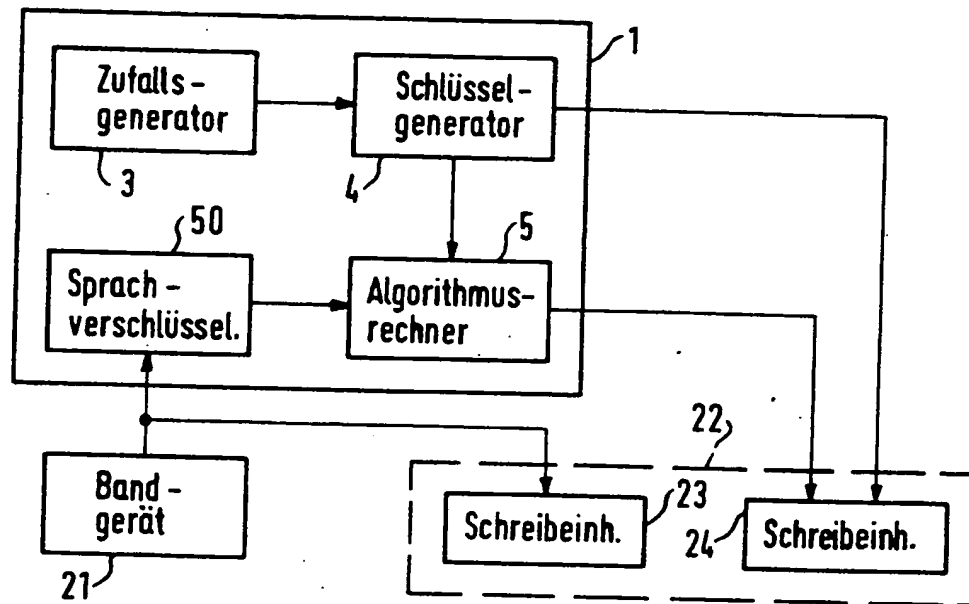 1
Zufalls-
generator
3
Schlüssel-
generator
4
50
Sprach-
verschlüssel.
5
Algorithmus-
rechner
Band-
gerät
21
22
Schreibeinh.
23
24
Schreibeinh.